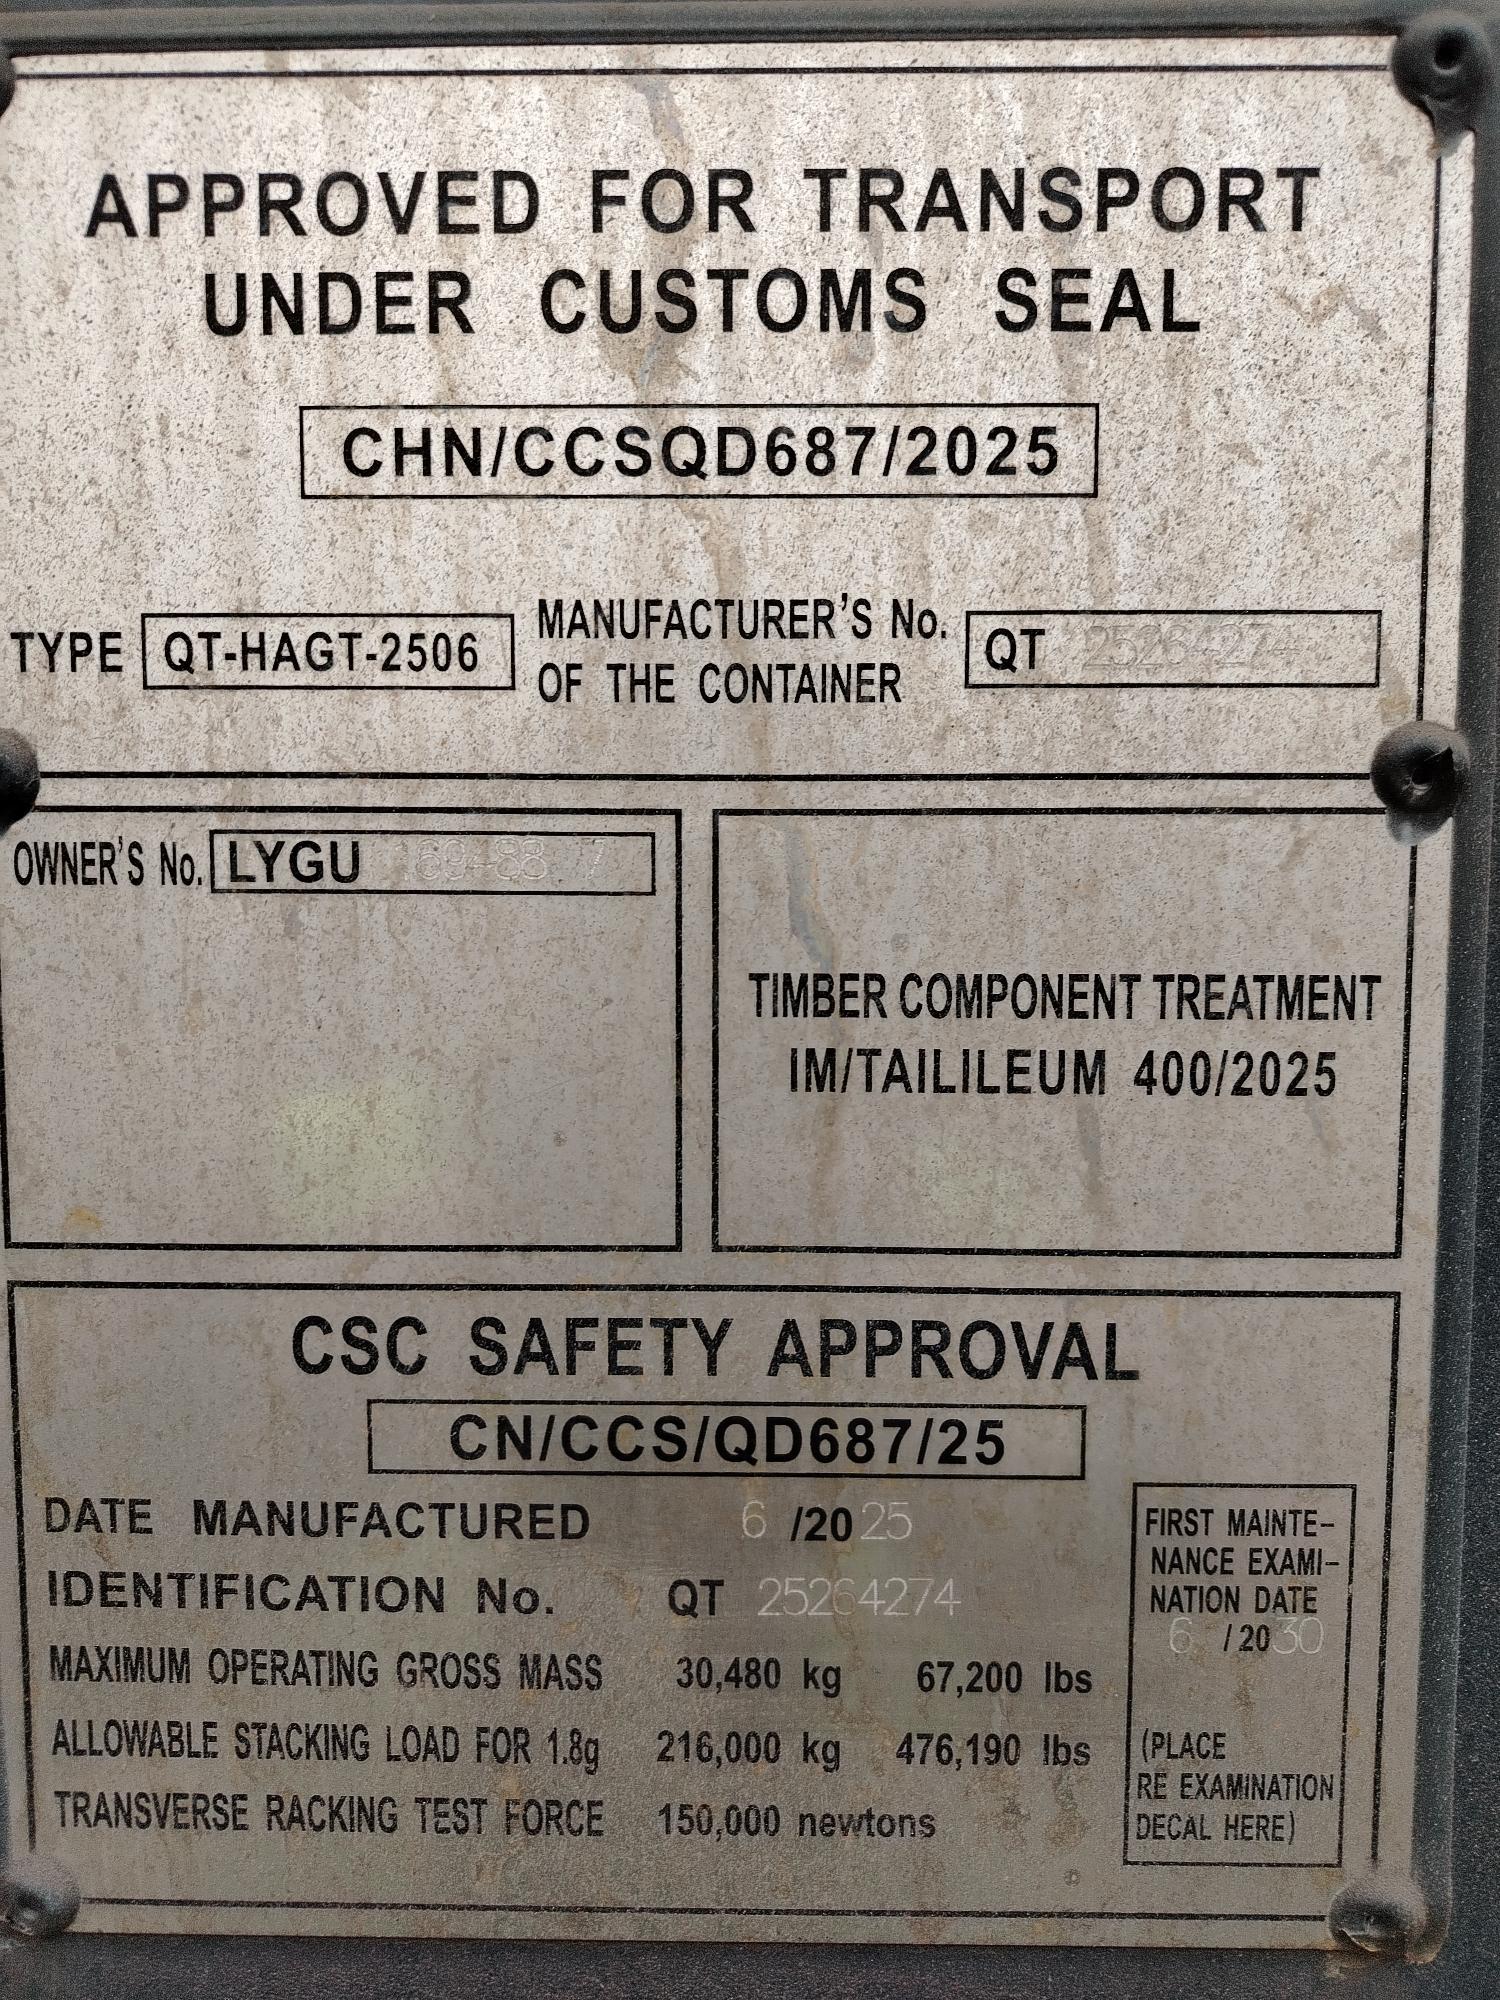 APPROVED FOR TRANSPORT
UNDER CUSTOMS SEAL
CHN/CCSQD687/2025
TYPE QT-HAGT-2506 MANUFACTURER'S No. OF THE CONTAINER QT 25264274
OWNER'S No. LYGU
TIMBER COMPONENT TREATMENT
IM/TAILILEUM 400/2025
CSC SAFETY APPROVAL
CN/CCS/QD687/25
DATE MANUFACTURED 6 /2025
IDENTIFICATION No. QT 25264274
MAXIMUM OPERATING GROSS MASS 30,480 kg 67,200 lbs
ALLOWABLE STACKING LOAD FOR 1.8g 216,000 kg 476,190 lbs
TRANSVERSE RACKING TEST FORCE 150,000 newtons
FIRST MAINTE-
NANCE EXAMI-
NATION DATE
6 /2030
(PLACE
RE EXAMINATION
DECAL HERE)